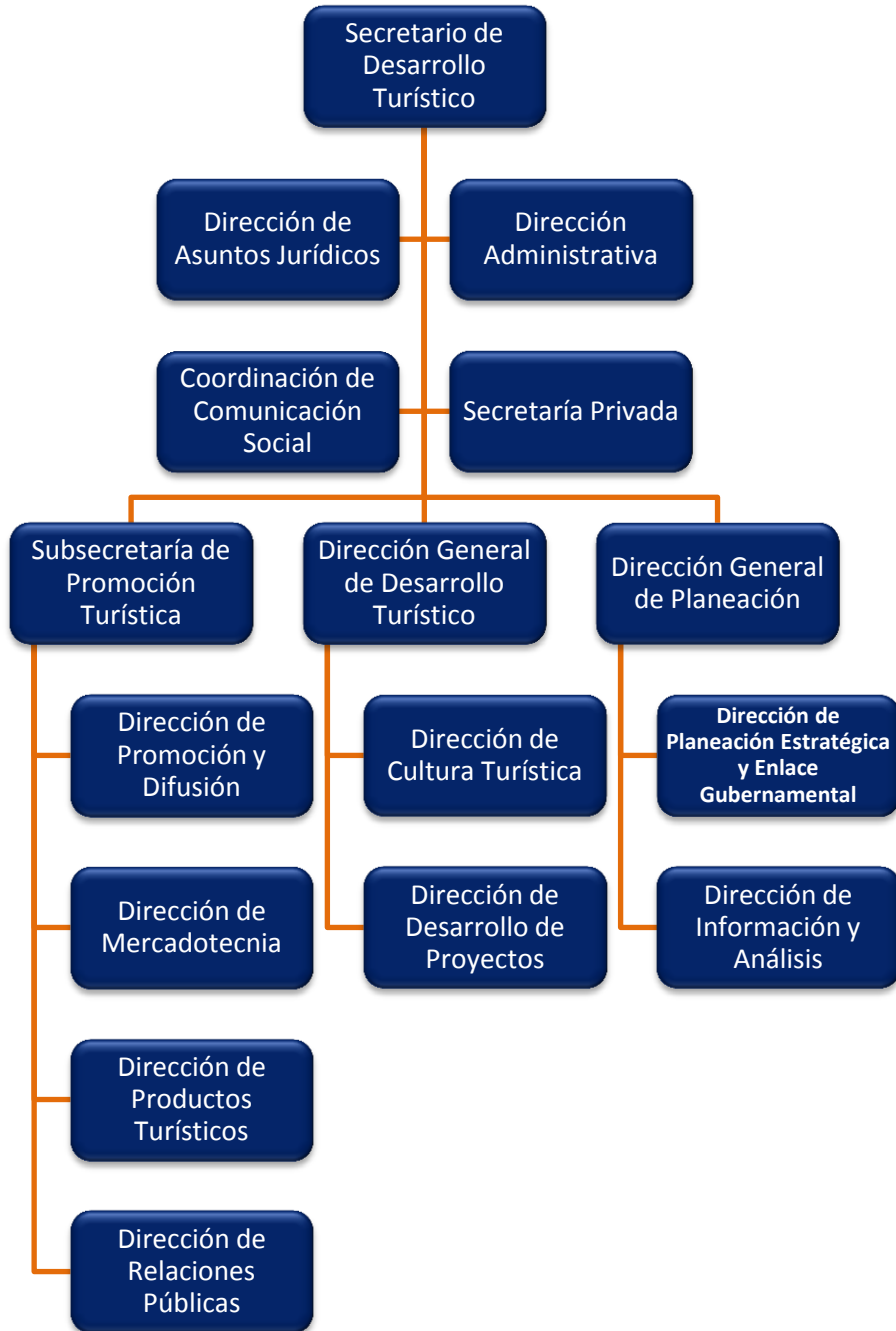 Secretario de
Desarrollo
Turístico
Dirección de
Asuntos Jurídicos
Dirección
Administrativa
Coordinación de
Comunicación
Social
Secretaría Privada
Subsecretaría de
Promoción
Turística
Dirección General
de Desarrollo
Turístico
Dirección General
de Planeación
Dirección de
Promoción y
Difusión
Dirección de
Cultura Turística
Dirección de
Planeación Estratégica
y Enlace
Gubernamental
Dirección de
Mercadotecnia
Dirección de
Desarrollo de
Proyectos
Dirección de
Información y
Análisis
Dirección de
Productos
Turísticos
Dirección de
Relaciones
Públicas